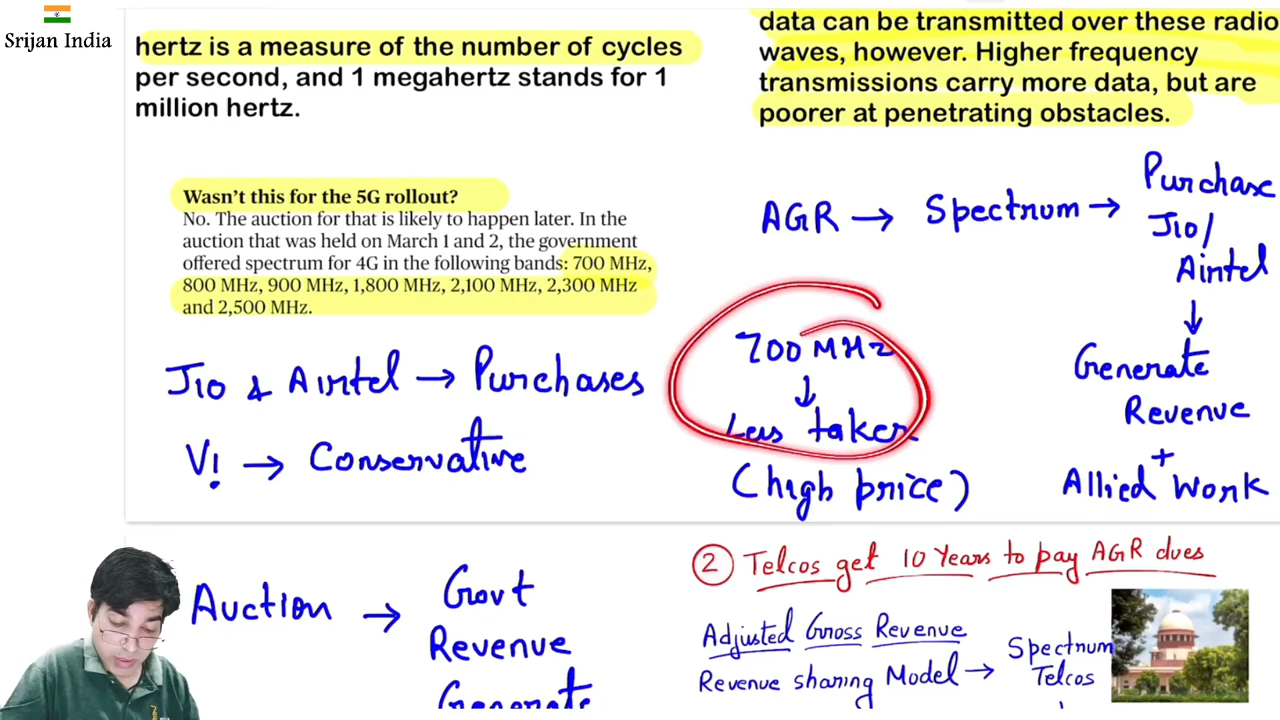 Srijan India
hertz is a measure of the number of cycles
per second, and 1 megahertz stands for 1
million hertz.
data can be transmitted over these radio
waves, however. Higher frequency
transmissions carry more data, but are
poorer at penetrating obstacles.
Wasn't this for the 5G rollout?
No. The auction for that is likely to happen later. In the
auction that was held on March 1 and 2, the government
offered spectrum for 4G in the following bands: 700 MHz,
800 MHz, 900 MHz, 1,800 MHz, 2,100 MHz, 2,300 MHz
and 2,500 MHz.
AGR → Spectrum → Purchase
Jio/
Airtel
↓
Generate
Revenue
+
Allied Work
700 MHz
↓
Less taker
(high price)
Jio & Airtel → Purchases
V! → Conservative
Auction → Govt
Revenue
Generate
② Telcos get 10 Years to pay AGR dues
Adjusted Gross Revenue
Revenue sharing Model → Spectrum
Telcos